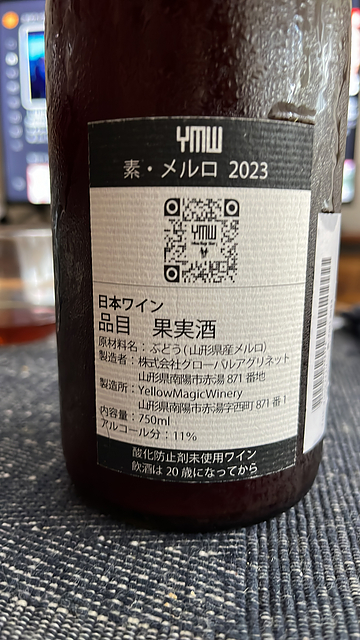 YMW
素・メルロ 2023
YMW
日本ワイン
品目 果実酒
原材料名：ぶどう(山形県産メルロ)
製造者：株式会社グローバルアグリネット
山形県南陽市赤湯 871 番地
製造所：YellowMagicWinery
山形県南陽市赤湯字西町 871 番 1
内容量：750ml
アルコール分：11%
酸化防止剤未使用ワイン
飲酒は 20 歳になってから